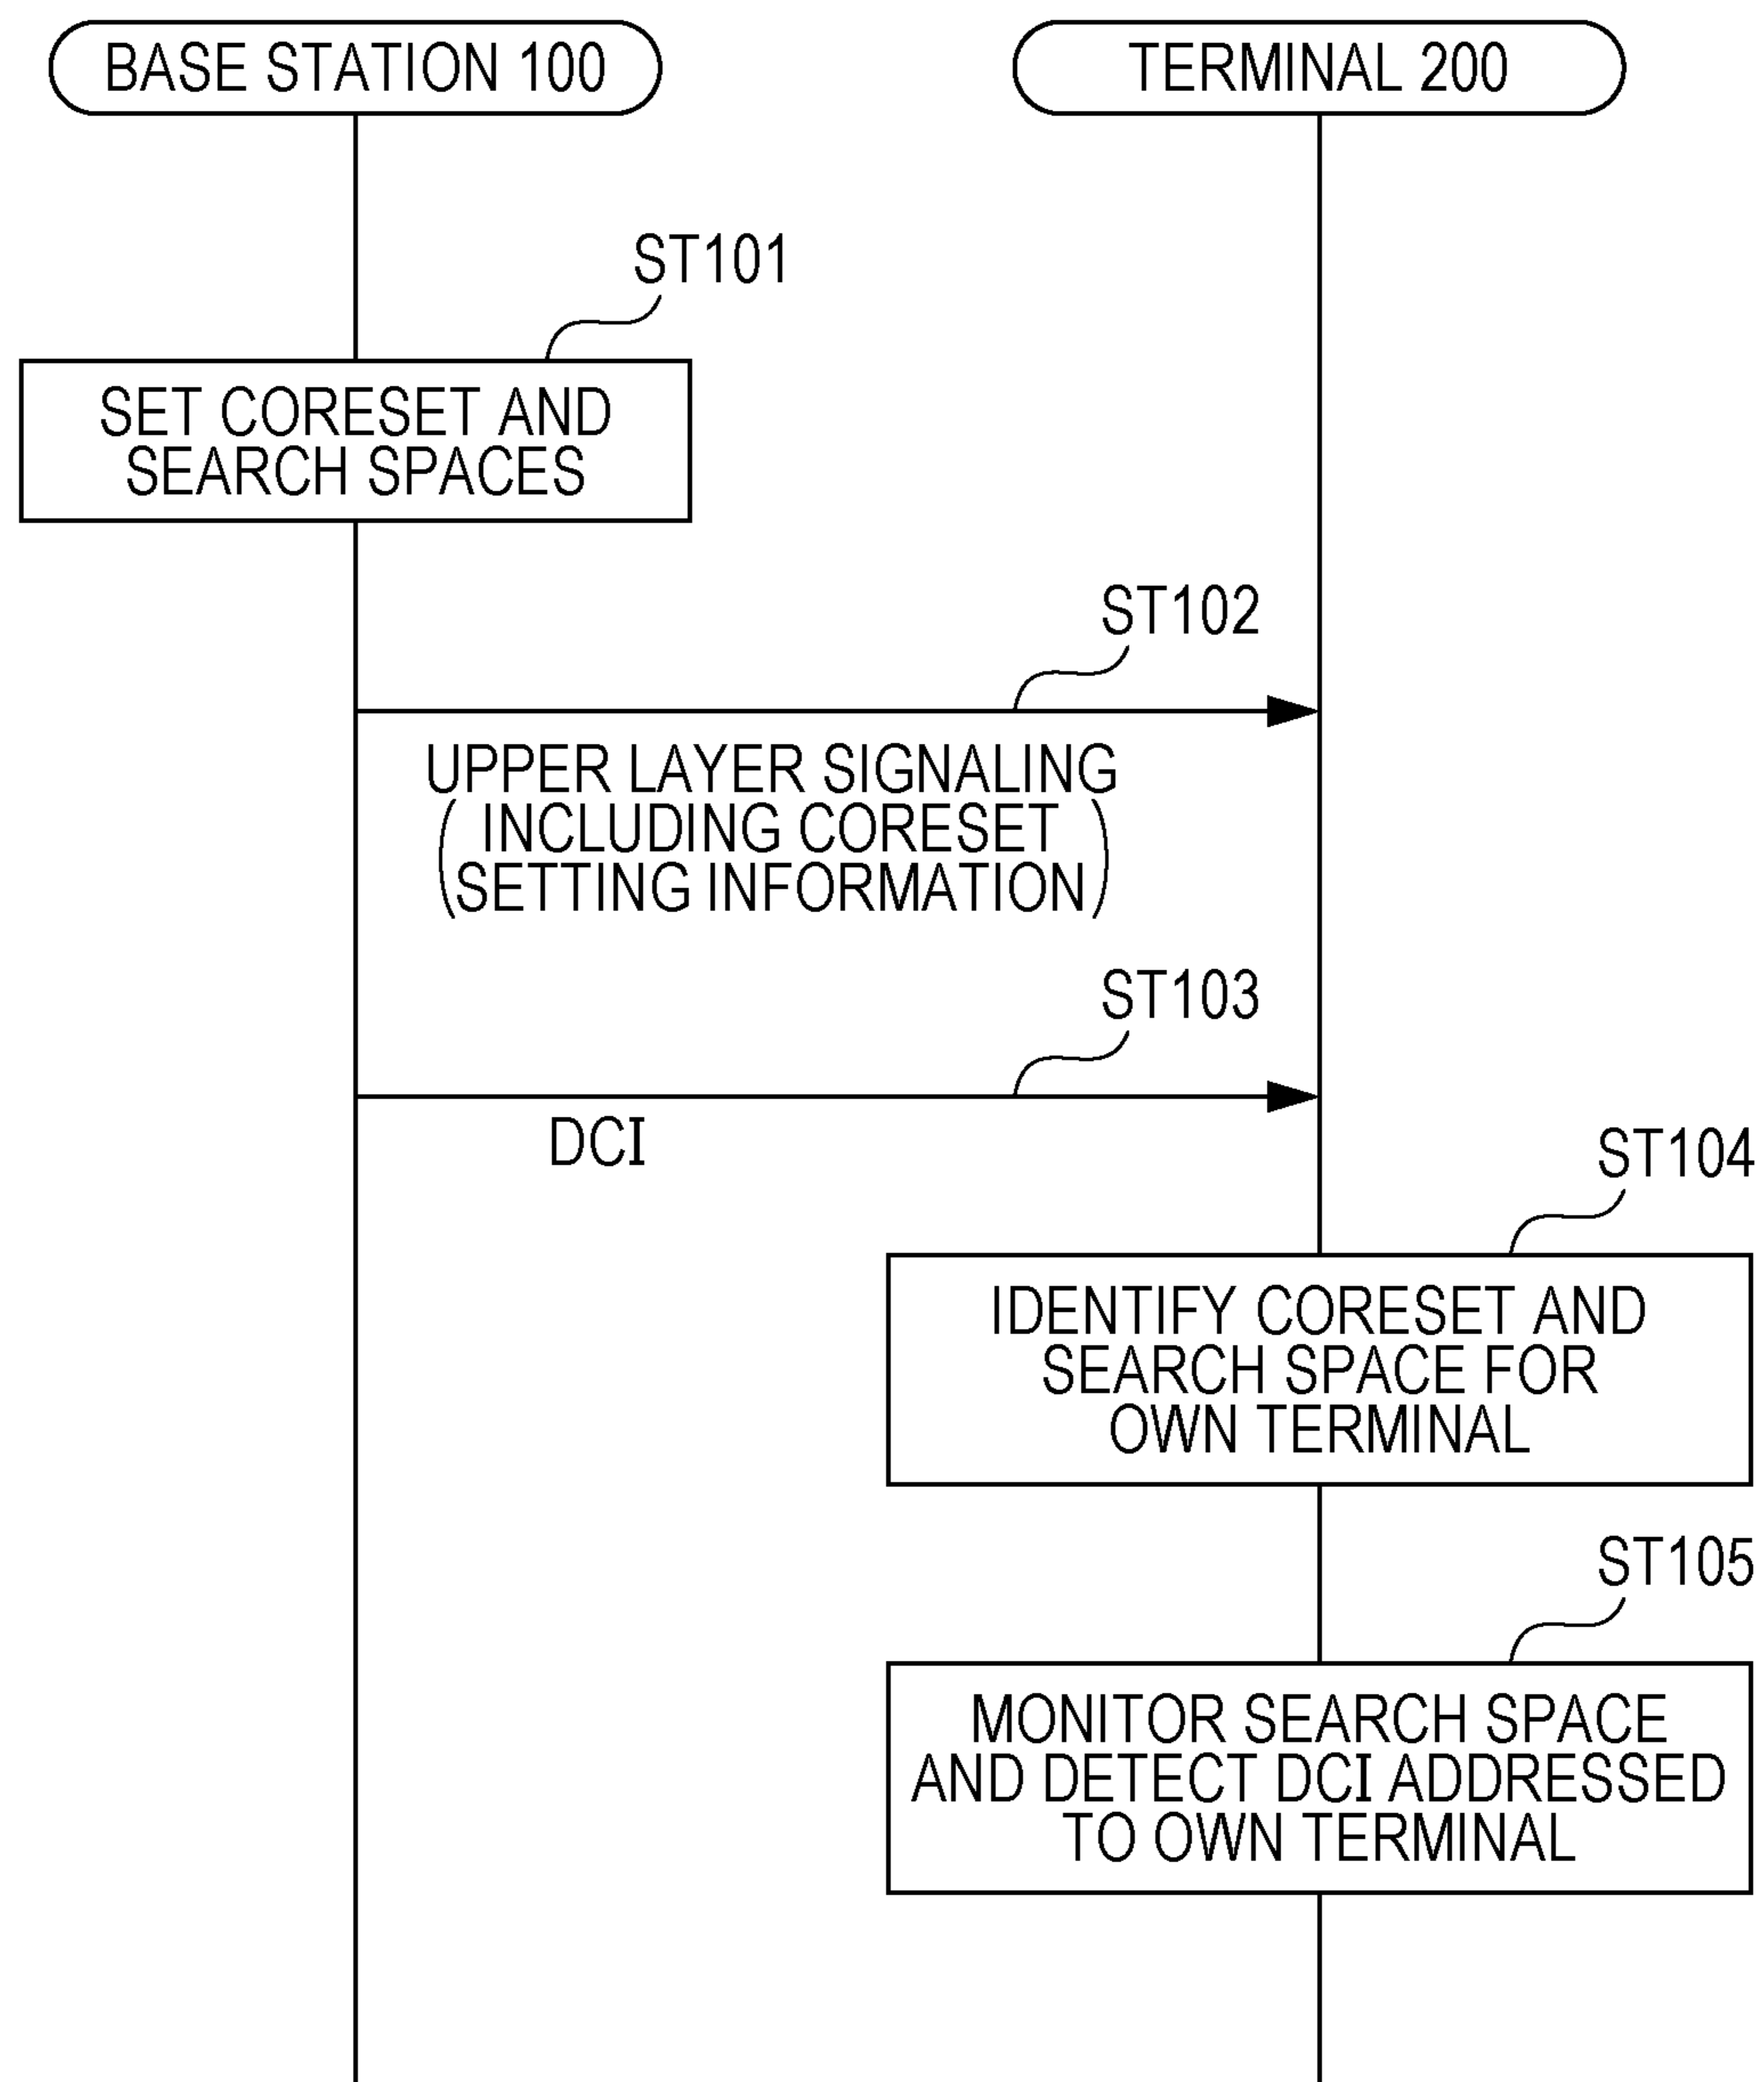 BASE STATION 100
TERMINAL 200
ST101
SET CORESET AND
SEARCH SPACES
ST102
UPPER LAYER SIGNALING
(INCLUDING CORESET
SETTING INFORMATION)
ST103
DCI
ST104
IDENTIFY CORESET AND
SEARCH SPACE FOR
OWN TERMINAL
ST105
MONITOR SEARCH SPACE
AND DETECT DCI ADDRESSED
TO OWN TERMINAL